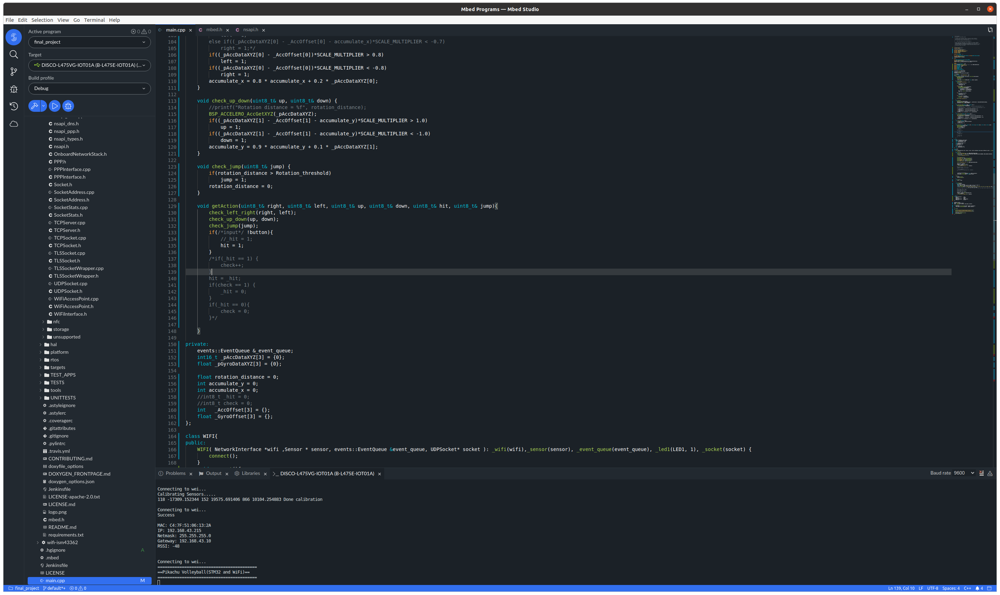 Mbed Programs — Mbed Studio
File Edit Selection View Go Terminal Help
Active program 0 0
final_project
Target
DISCO-L475VG-IOT01A (B-L475E-IOT01A) (...
Build profile
Debug
nsapi_dns.h
nsapi_ppp.h
nsapi_types.h
nsapi.h
OnboardNetworkStack.h
PPP.h
PPPInterface.cpp
PPPInterface.h
Socket.h
SocketAddress.cpp
SocketAddress.h
SocketStats.cpp
SocketStats.h
TCPServer.cpp
TCPServer.h
TCPSocket.cpp
TCPSocket.h
TLSSocket.cpp
TLSSocket.h
TLSSocketWrapper.cpp
TLSSocketWrapper.h
UDPSocket.cpp
UDPSocket.h
WiFiAccessPoint.cpp
WiFiAccessPoint.h
WiFiInterface.h
nfc
storage
unsupported
hal
platform
rtos
targets
TEST_APPS
TESTS
tools
UNITTESTS
.astyleignore
.astylerc
.coveragerc
.gitattributes
.gitignore
.pylintrc
.travis.yml
CONTRIBUTING.md
doxyfile_options
DOXYGEN_FRONTPAGE.md
doxygen_options.json
Jenkinsfile
LICENSE-apache-2.0.txt
LICENSE.md
logo.png
mbed.h
README.md
requirements.txt
wifi-ism43362
.hgignore A
.mbed
Jenkinsfile
LICENSE
main.cpp M
main.cpp mbed.h nsapi.h
104 else if((_pAccDataXYZ[0] - _AccOffset[0] - accumulate_x)*SCALE_MULTIPLIER < -0.7)
105 right = 1;*/
106 if((_pAccDataXYZ[0] - _AccOffset[0])*SCALE_MULTIPLIER > 0.8)
107 left = 1;
108 if((_pAccDataXYZ[0] - _AccOffset[0])*SCALE_MULTIPLIER < -0.8)
109 right = 1;
110 accumulate_x = 0.8 * accumulate_x + 0.2 * _pAccDataXYZ[0];
111 }
112
113 void check_up_down(uint8_t& up, uint8_t& down) {
114 //printf("Rotation distance = %f", rotation_distance);
115 BSP_ACCELERO_AccGetXYZ(_pAccDataXYZ);
116 if((_pAccDataXYZ[1] - _AccOffset[1] - accumulate_y)*SCALE_MULTIPLIER > 1.0)
117 up = 1;
118 if((_pAccDataXYZ[1] - _AccOffset[1] - accumulate_y)*SCALE_MULTIPLIER < -1.0)
119 down = 1;
120 accumulate_y = 0.9 * accumulate_y + 0.1 * _pAccDataXYZ[1];
121 }
122
123 void check_jump(uint8_t& jump) {
124 if(rotation_distance > Rotation_threshold)
125 jump = 1;
126 rotation_distance = 0;
127 }
128
129 void getAction(uint8_t& right, uint8_t& left, uint8_t& up, uint8_t& down, uint8_t& hit, uint8_t& jump){
130 check_left_right(right, left);
131 check_up_down(up, down);
132 check_jump(jump);
133 if(/*input*/ !button){
134 //_hit = 1;
135 hit = 1;
136 }
137 /*if(_hit == 1) {
138 check++;
139 }
140 hit = _hit;
141 if(check == 1) {
142 _hit = 0;
143 }
144 if(_hit == 0){
145 check = 0;
146 }*/
147
148 }
149
150 private:
151 events::EventQueue &_event_queue;
152 int16_t _pAccDataXYZ[3] = {0};
153 float _pGyroDataXYZ[3] = {0};
154
155 float rotation_distance = 0;
156 int accumulate_y = 0;
157 int accumulate_x = 0;
158 //int8_t _hit = 0;
159 //int8_t check = 0;
160 int _AccOffset[3] = {};
161 float _GyroOffset[3] = {};
162 };
163
164 class WIFI{
165 public:
166 WIFI( NetworkInterface *wifi ,Sensor * sensor, events::EventQueue &event_queue, UDPSocket* socket ): _wifi(wifi),_sensor(sensor), _event_queue(event_queue), _led1(LED1, 1), _socket(socket) {
167 connect();
168 }
Problems Output Libraries >_ DISCO-L475VG-IOT01A (B-L475E-IOT01A) Baud rate 9600
Connecting to wei...
Calibrating Sensors.....
118 -17309.152344 152 19575.691406 866 10104.254883 Done calibration
Connecting to wei...
Success
MAC: C4:7F:51:06:13:2A
IP: 192.168.43.215
Netmask: 255.255.255.0
Gateway: 192.168.43.10
RSSI: -48
Connecting to wei...
=========================================
==Pikachu Volleyball(STM32 and WiFi)==
=========================================
final_project default*+ 0 0 Ln 139, Col 10 LF UTF-8 Spaces: 4 C++ 4